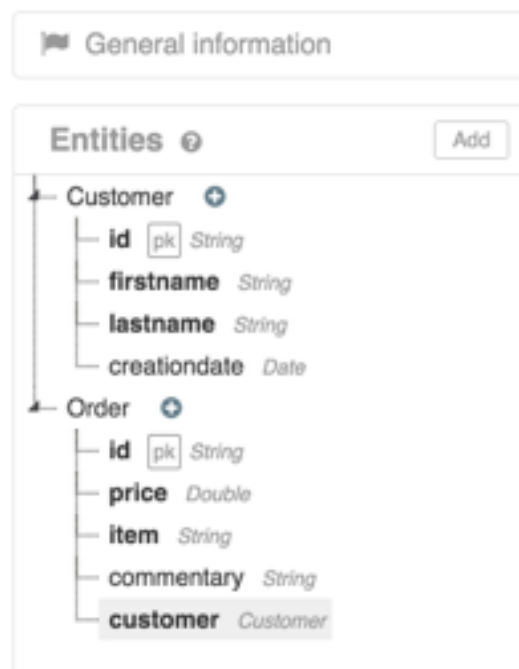 General information
Entities ?
Add
Customer
id pk String
firstname String
lastname String
creationdate Date
Order
id pk String
price Double
item String
commentary String
customer Customer